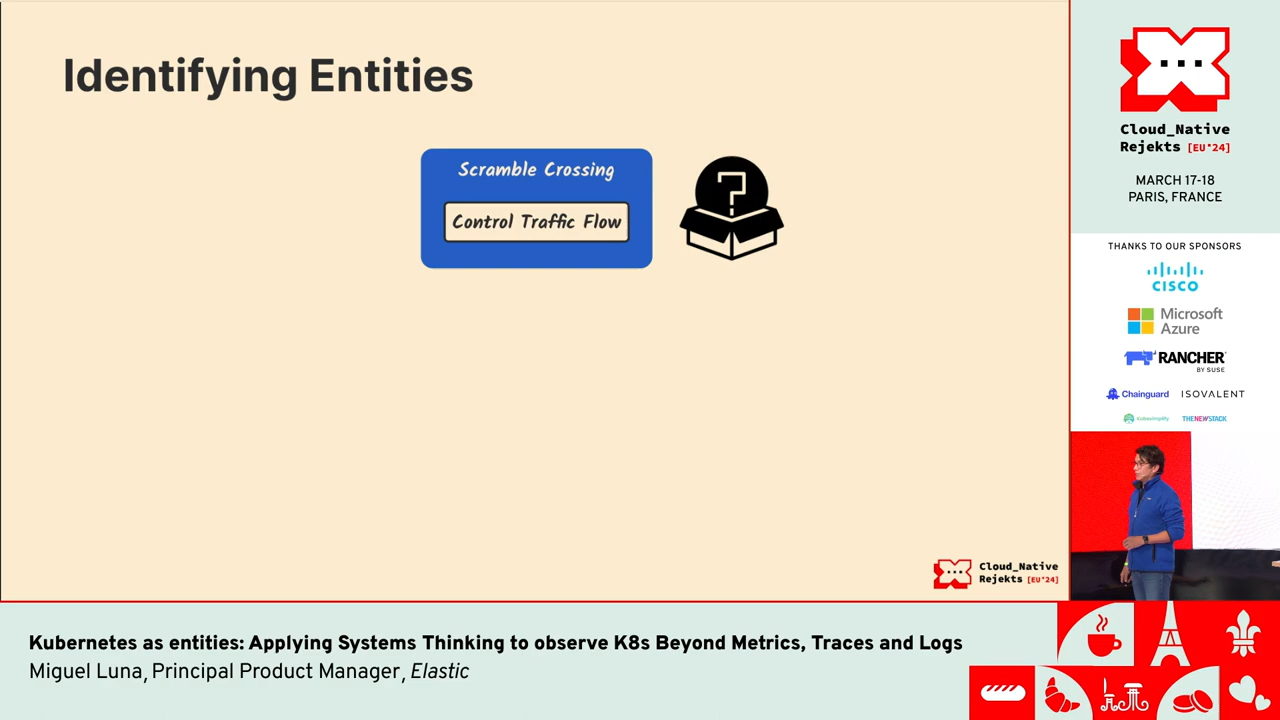 Identifying Entities
Scramble Crossing
Control Traffic Flow
?
Cloud_Native
Rejekts [EU'24]
Cloud_Native
Rejekts [EU'24]
MARCH 17-18
PARIS, FRANCE
THANKS TO OUR SPONSORS
CISCO
Microsoft
Azure
RANCHER
BY SUSE
Chainguard ISOVALENT
Kubesimplify THENEWSTACK
Kubernetes as entities: Applying Systems Thinking to observe K8s Beyond Metrics, Traces and Logs
Miguel Luna, Principal Product Manager, Elastic